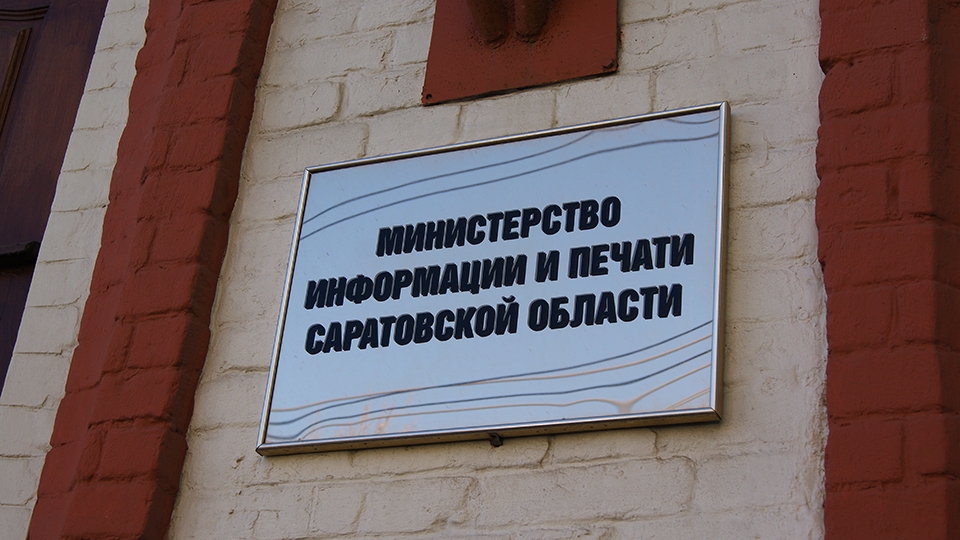 МИНИСТЕРСТВО
ИНФОРМАЦИИ И ПЕЧАТИ
САРАТОВСКОЙ ОБЛАСТИ